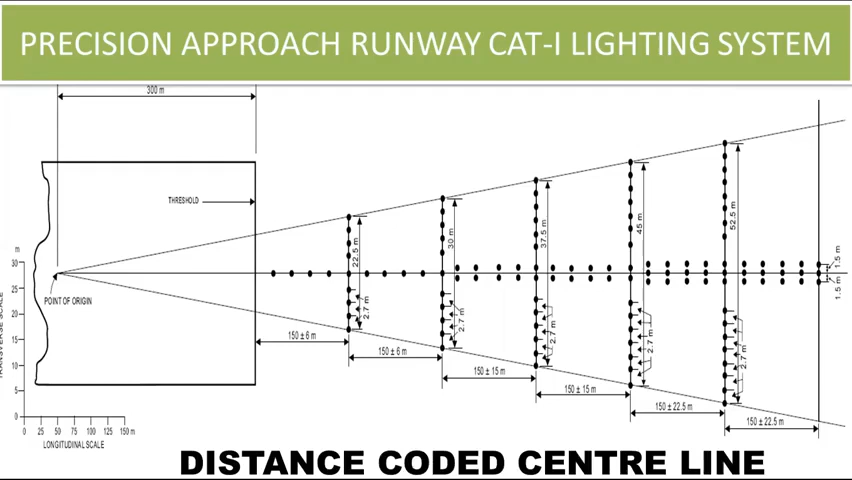 PRECISION APPROACH RUNWAY CAT-I LIGHTING SYSTEM
300 m
THRESHOLD
POINT OF ORIGIN
22.5 m
30 m
37.5 m
45 m
52.5 m
1.5 m
1.5 m
2.7 m
2.7 m
2.7 m
2.7 m
2.7 m
150 ± 6 m
150 ± 6 m
150 ± 15 m
150 ± 15 m
150 ± 22.5 m
150 ± 22.5 m
m
30
25
20
15
10
5
0
TRANSVERSE SCALE
0 25 50 75 100 125 150 m
LONGITUDINAL SCALE
DISTANCE CODED CENTRE LINE